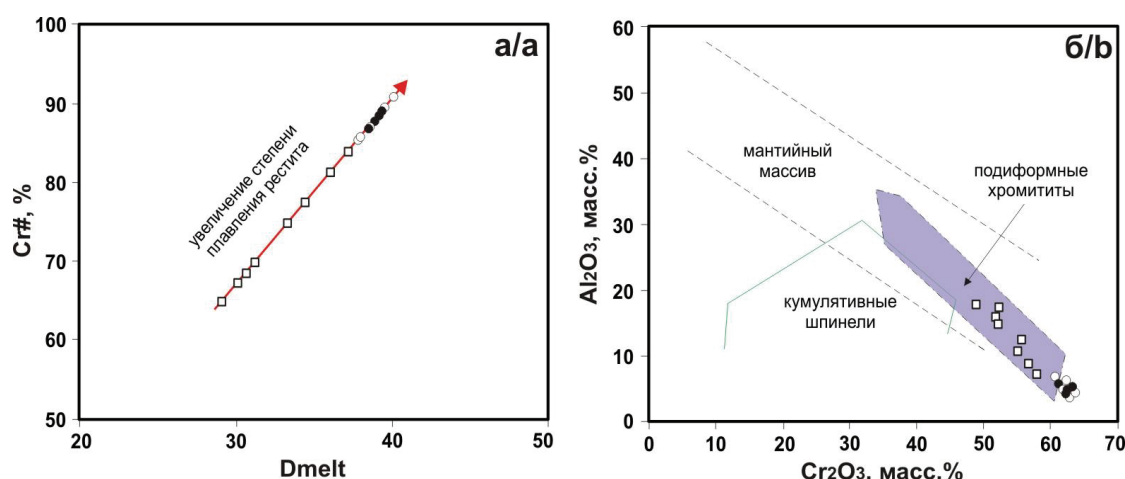 a/a
100
90
80
70
60
50
Cr#, %
увеличение степени
плавления рестита
20
30
40
50
Dmelt
б/b
60
50
40
30
20
10
0
Al2O3, масс.%
мантийный
массив
подиформные
хромититы
кумулятивные
шпинели
0
10
20
30
40
50
60
70
Cr2O3, масс.%